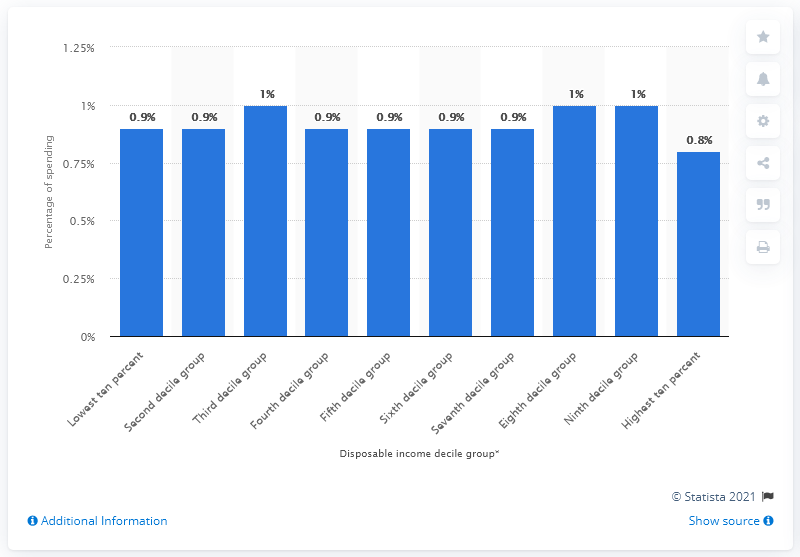 1.25%
1%
0.75%
0.5%
0.25%
0%
Percentage of spending
0.9%
0.9%
1%
0.9%
0.9%
0.9%
0.9%
1%
1%
0.8%
Lowest ten percent
Second decile group
Third decile group
Fourth decile group
Fifth decile group
Sixth decile group
Seventh decile group
Eighth decile group
Ninth decile group
Highest ten percent
Disposable income decile group*
© Statista 2021
Additional Information
Show source